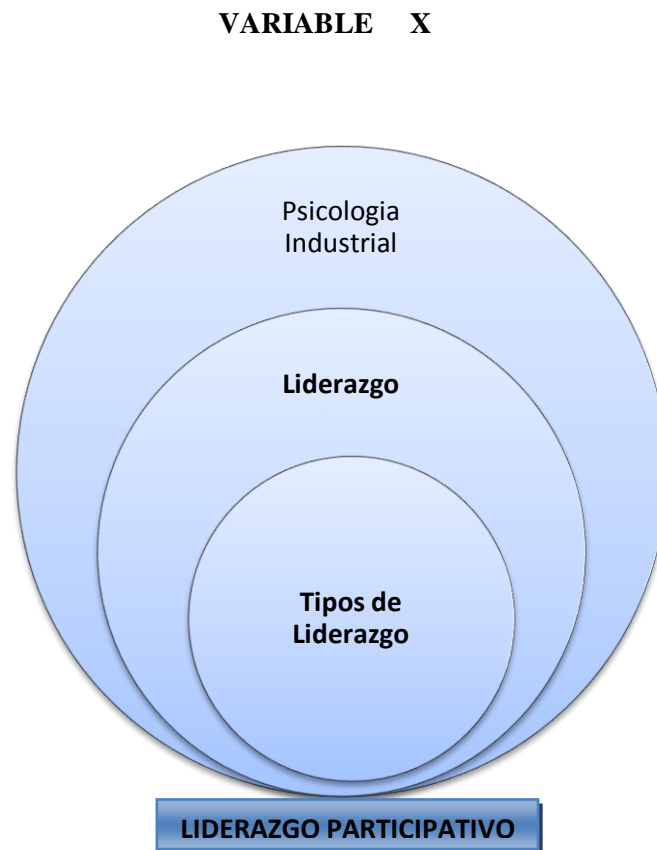 VARIABLE X
Psicologia
Industrial
Liderazgo
Tipos de
Liderazgo
LIDERAZGO PARTICIPATIVO